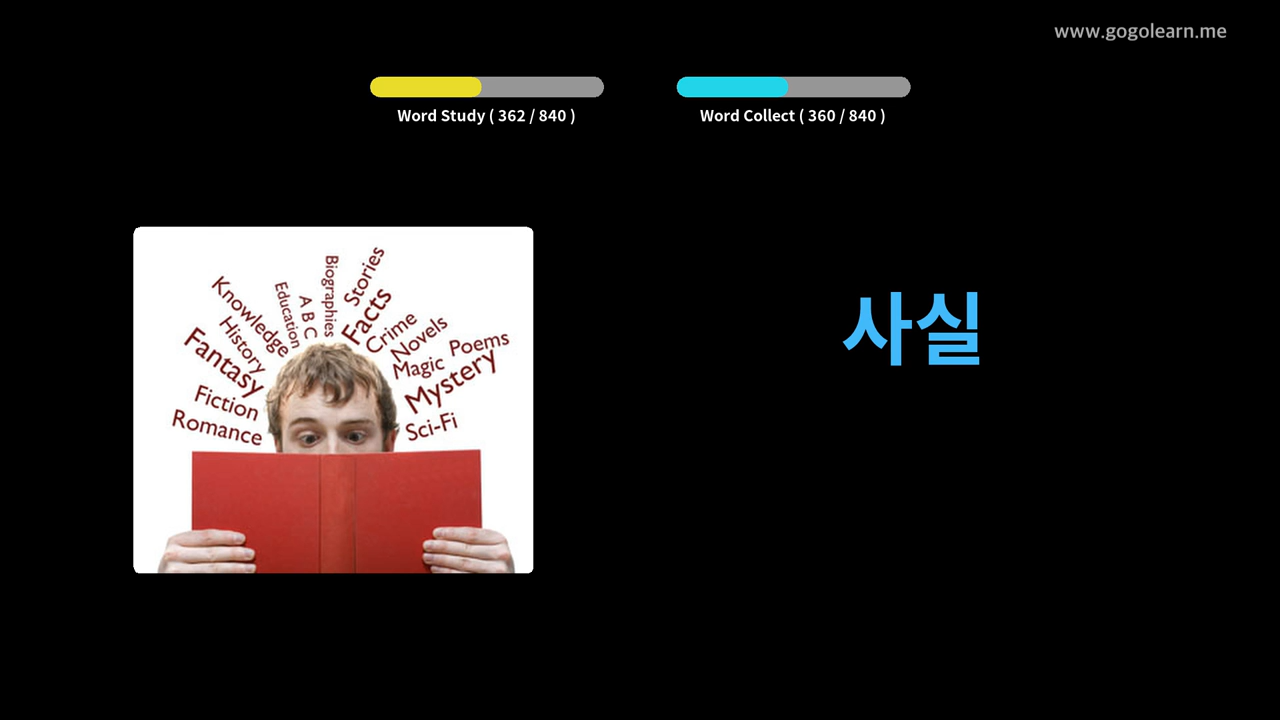 www.gogolearn.me
Word Study ( 362 / 840 )
Word Collect ( 360 / 840 )
사실
Knowledge
Education
A B C
Biographies
Stories
Facts
Crime
Novels
Poems
Magic
Mystery
Sci-Fi
History
Fantasy
Fiction
Romance